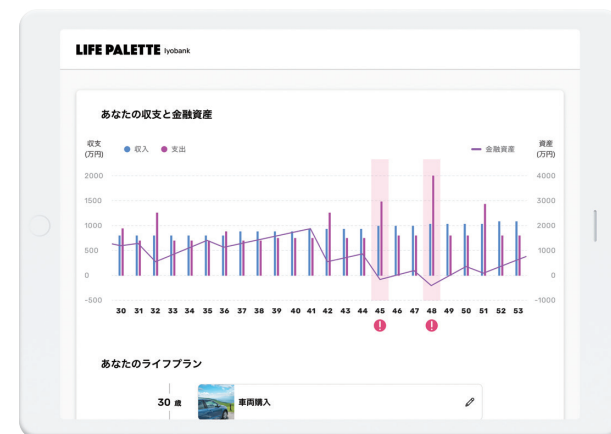 LIFE PALETTE iyobank
あなたの収支と金融資産
収支
(万円)
収入
支出
金融資産
資産
(万円)
2000 4000
1500 3000
1000 2000
500 1000
0 0
-500 -1000
30 31 32 33 34 35 36 37 38 39 40 41 42 43 44 45 46 47 48 49 50 51 52 53
! !
あなたのライフプラン
30 歳
車両購入